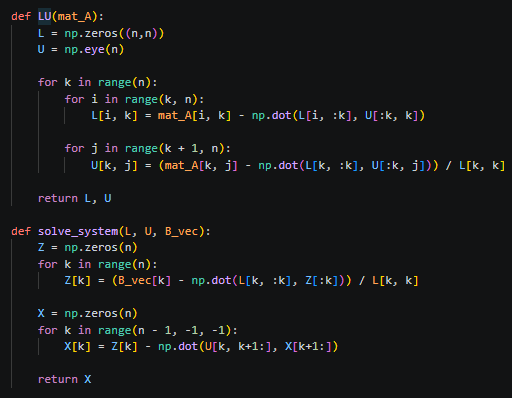 def LU(mat_A):
    L = np.zeros((n,n))
    U = np.eye(n)

    for k in range(n):
        for i in range(k, n):
            L[i, k] = mat_A[i, k] - np.dot(L[i, :k], U[:k, k])

        for j in range(k + 1, n):
            U[k, j] = (mat_A[k, j] - np.dot(L[k, :k], U[:k, j])) / L[k, k]

    return L, U

def solve_system(L, U, B_vec):
    Z = np.zeros(n)
    for k in range(n):
        Z[k] = (B_vec[k] - np.dot(L[k, :k], Z[:k])) / L[k, k]

    X = np.zeros(n)
    for k in range(n - 1, -1, -1):
        X[k] = Z[k] - np.dot(U[k, k+1:], X[k+1:])

    return X